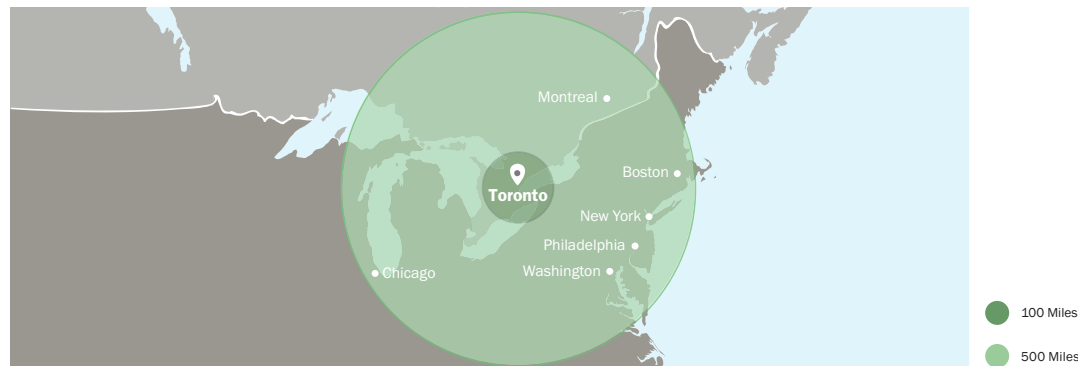 Montreal
Boston
Toronto
New York
Philadelphia
Washington
Chicago
100 Miles
500 Miles